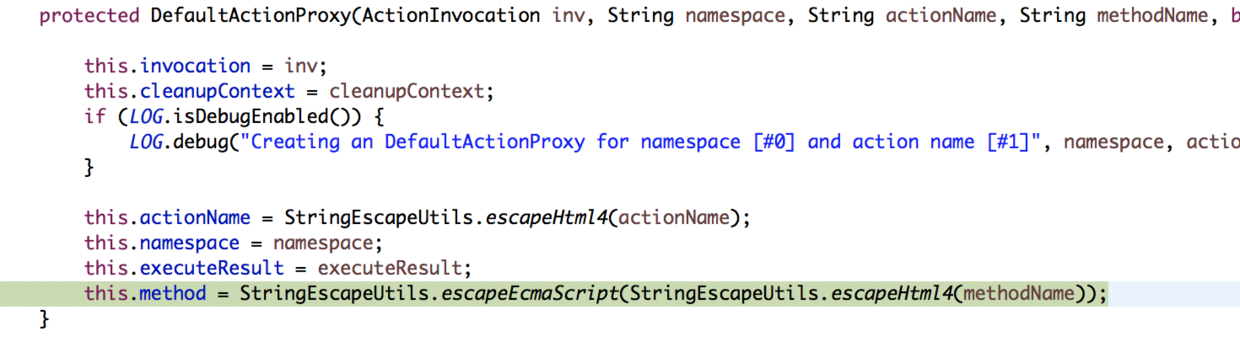 protected DefaultActionProxy(ActionInvocation inv, String namespace, String actionName, String methodName, b
this.invocation = inv;
this.cleanupContext = cleanupContext;
if (LOG.isDebugEnabled()) {
LOG.debug("Creating an DefaultActionProxy for namespace [#0] and action name [#1]", namespace, actio
}
this.actionName = StringEscapeUtils.escapeHtml4(actionName);
this.namespace = namespace;
this.executeResult = executeResult;
this.method = StringEscapeUtils.escapeEcmaScript(StringEscapeUtils.escapeHtml4(methodName));
}